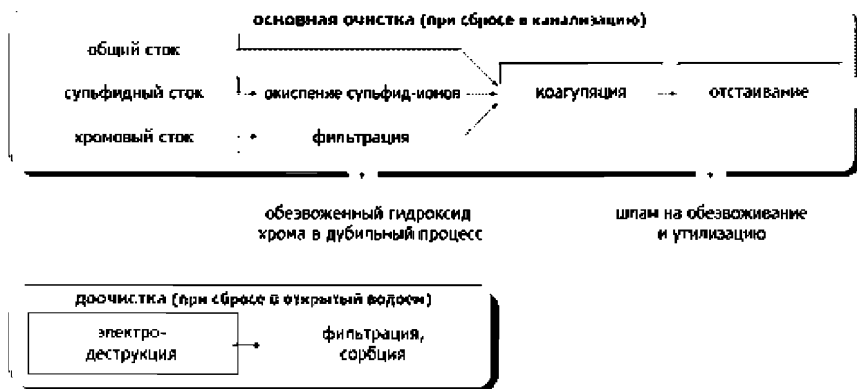 основная очистка (при сбросе в канализацию)
общий сток
сульфидный сток
окисление сульфид-ионов
коагуляция
отстаивание
хромовый сток
фильтрация
обезвоженный гидроксид
хрома в дубильный процесс
шлам на обезвоживание
и утилизацию
доочистка (при сбросе в открытый водоем)
электро-
деструкция
фильтрация,
сорбция